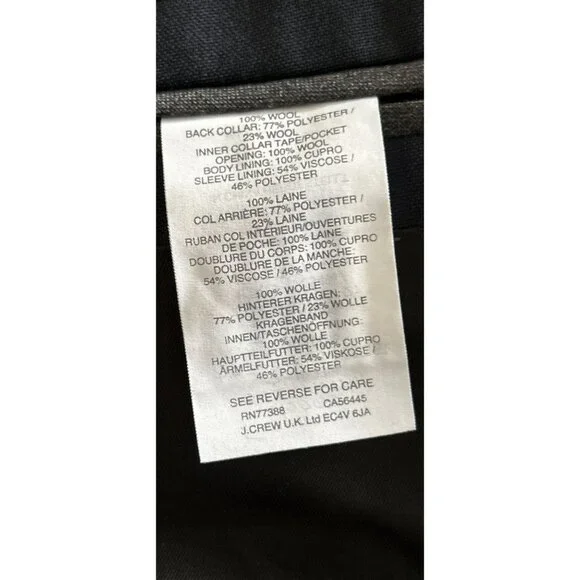 100% WOOL
BACK COLLAR: 77% POLYESTER /
23% WOOL
INNER COLLAR TAPE/POCKET
OPENING: 100% WOOL
BODY LINING: 100% CUPRO
SLEEVE LINING: 54% VISCOSE /
46% POLYESTER
100% LAINE
COL ARRIÈRE: 77% POLYESTER /
23% LAINE
RUBAN COL INTÉRIEUR/OUVERTURES
DE POCHE: 100% LAINE
DOUBLURE DU CORPS: 100% CUPRO
DOUBLURE DE LA MANCHE:
54% VISCOSE / 46% POLYESTER
100% WOLLE
HINTERER KRAGEN:
77% POLYESTER / 23% WOLLE
KRAGENBAND
INNEN/TASCHENÖFFNUNG:
100% WOLLE
HAUPTTEILFUTTER: 100% CUPRO
ÄRMELFUTTER: 54% VISKOSE /
46% POLYESTER
SEE REVERSE FOR CARE
RN77388 CA56445
J.CREW U.K. Ltd EC4V 6JA